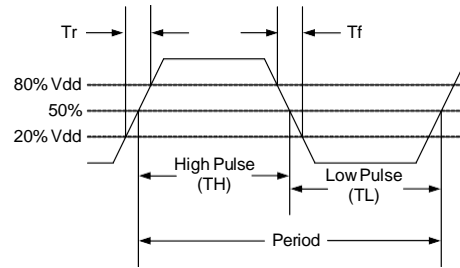 Tr
Tf
80% Vdd
50%
20% Vdd
High Pulse
(TH)
Low Pulse
(TL)
Period